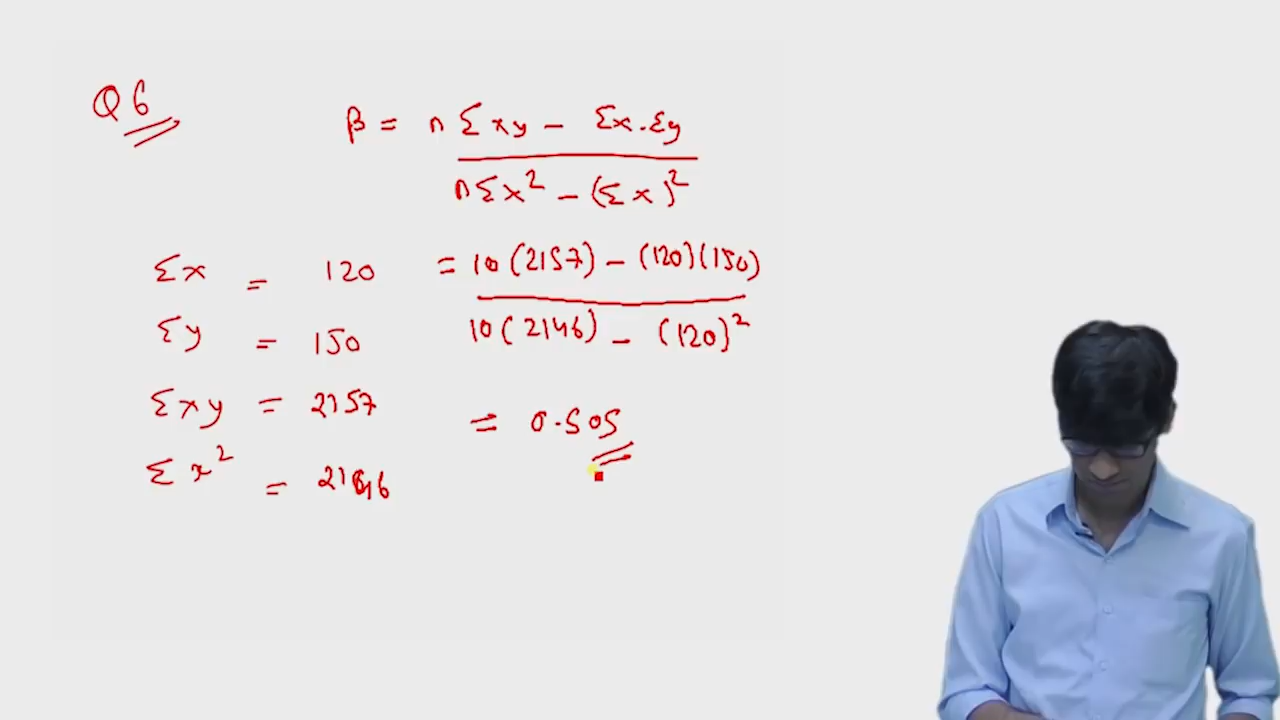 Q6
β = n Σxy - Σx.Σy
nΣx² - (Σx)²
Σx = 120
= 10(2157) - (120)(150)
10(2146) - (120)²
Σy = 150
Σxy = 2157
= 0.505
Σx² = 2146